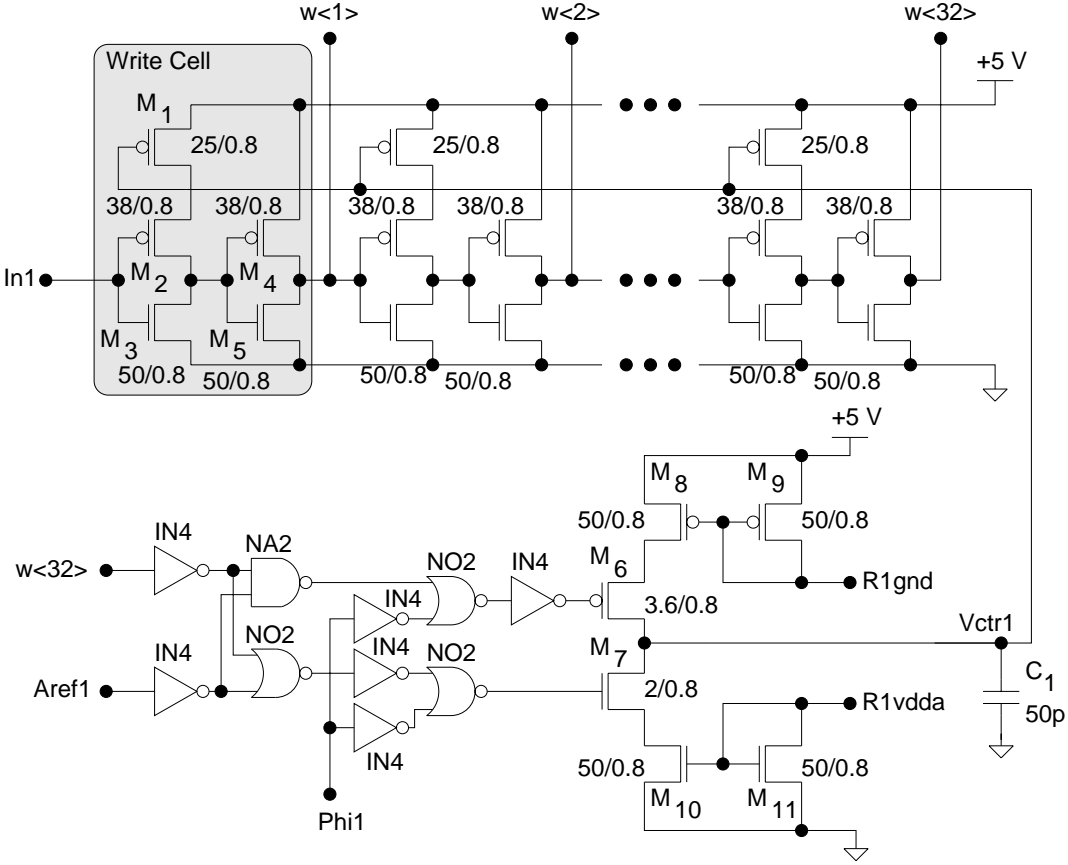 w<1> w<2> w<32>
Write Cell
+5 V
M1
25/0.8 25/0.8 25/0.8
38/0.8 38/0.8 38/0.8 38/0.8 38/0.8 38/0.8
In1
M2 M4
M3 M5
50/0.8 50/0.8 50/0.8 50/0.8 50/0.8 50/0.8
+5 V
M8 M9
50/0.8 50/0.8
IN4 NA2 NO2 IN4 M6
w<32>
R1gnd
IN4 3.6/0.8
Vctr1
IN4 NO2 NO2 M7
C1
Aref1 2/0.8 R1vdda
50p
IN4 50/0.8 50/0.8
M10 M11
Phi1